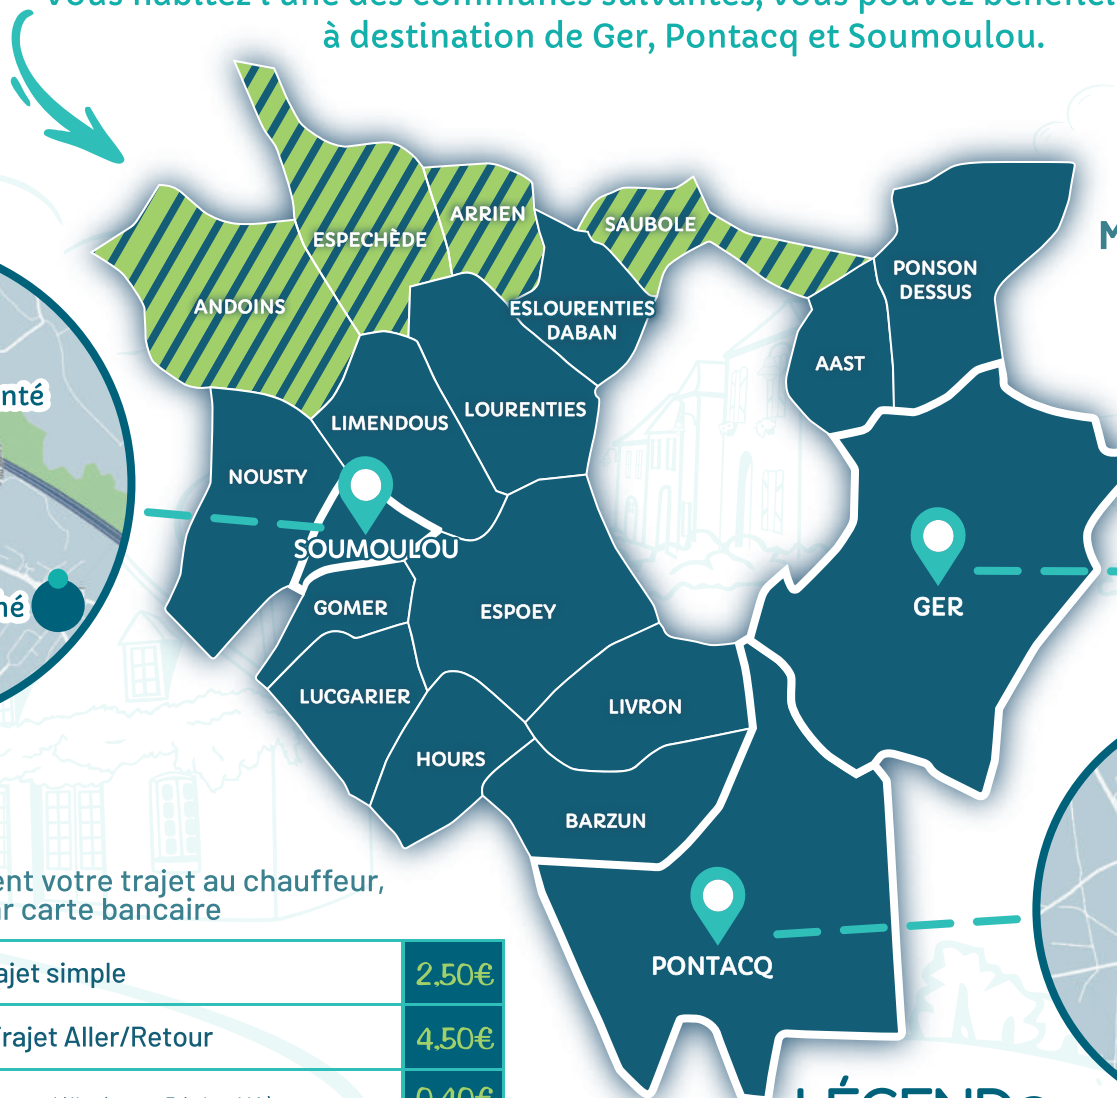 à destination de Ger, Pontacq et Soumoulou.
ARRIEN
SAUBOLE
ESPECHÈDE
PONSON
DESSUS
ANDOINS
ESLOURENTIES
DABAN
AAST
nté
LIMENDOUS
LOURENTIES
NOUSTY
SOUMOULOU
GOMER
ESPOEY
GER
LUCGARIER
LIVRON
HOURS
BARZUN
ent votre trajet au chauffeur,
carte bancaire
PONTACQ
ajet simple
2,50€
Trajet Aller/Retour
4,50€